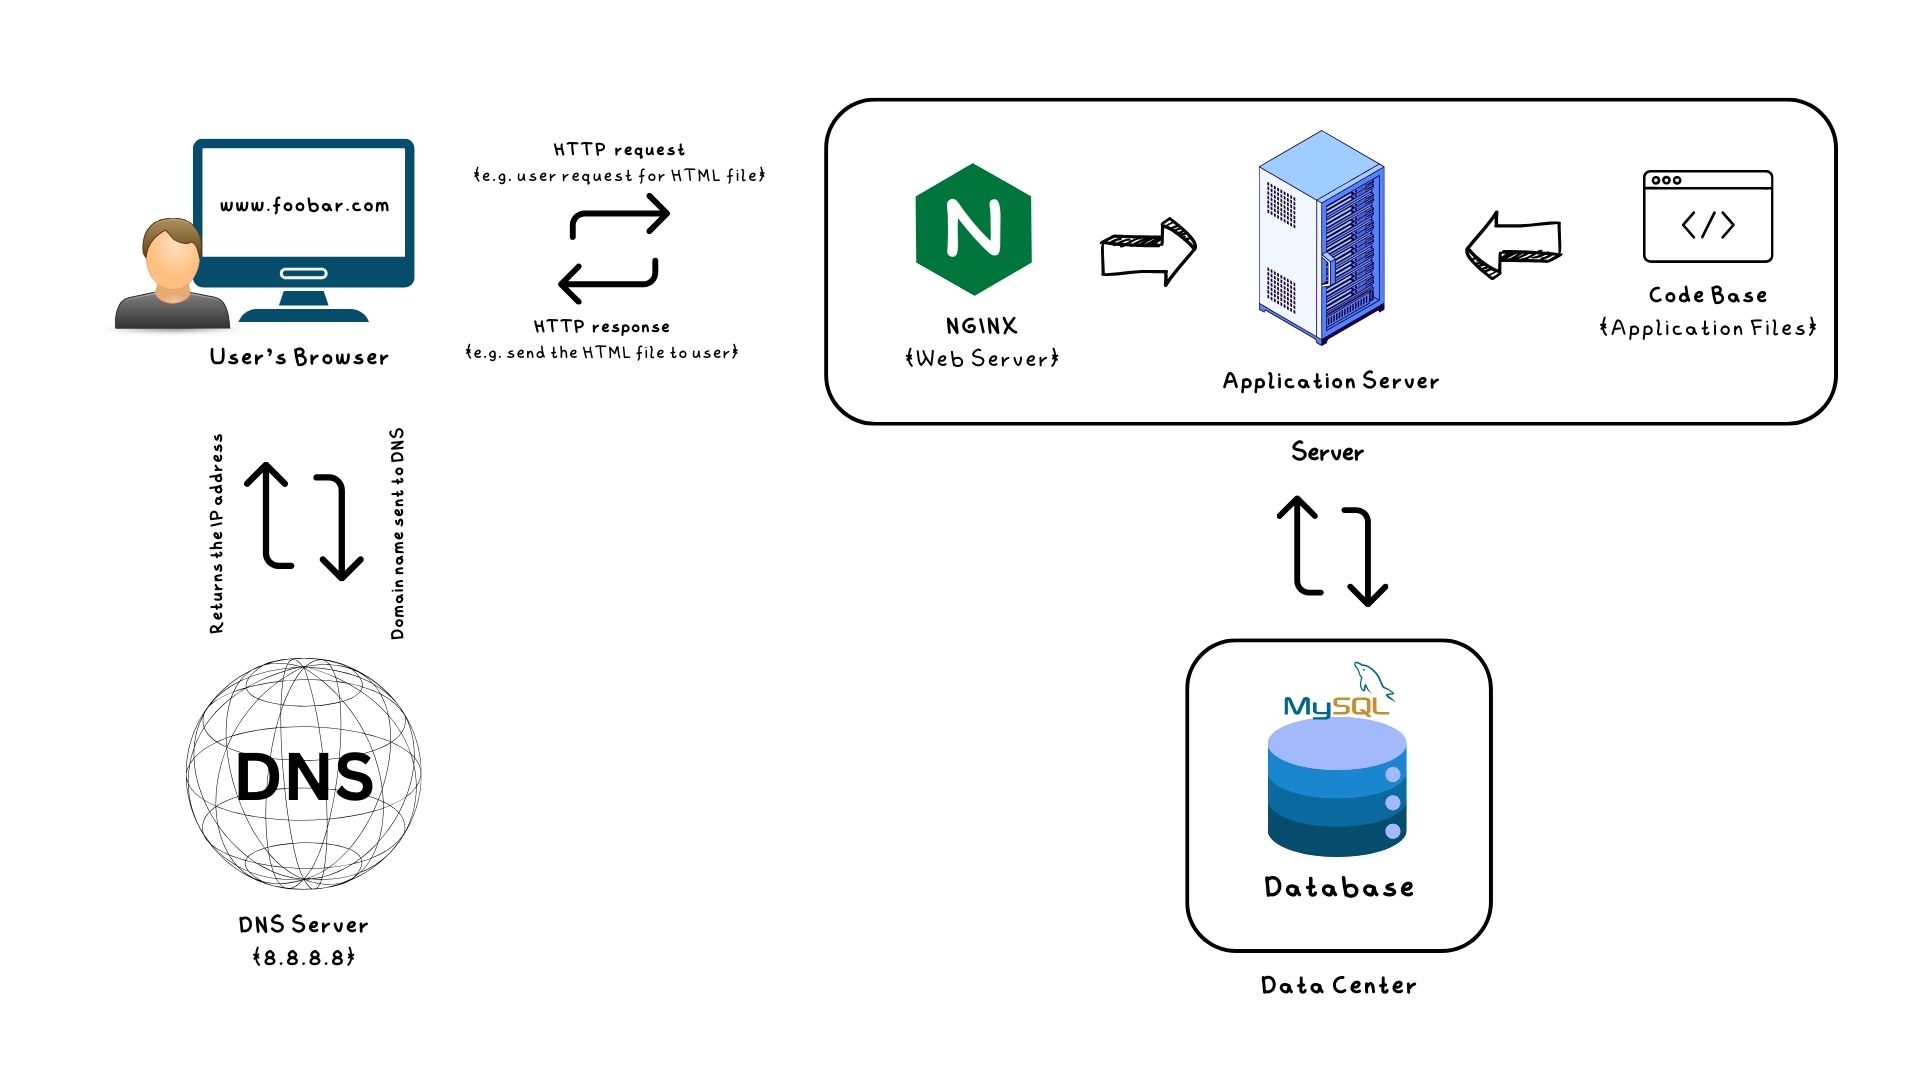 www.foobar.com
User's Browser
HTTP request
{e.g. user request for HTML file}
HTTP response
{e.g. send the HTML file to user}
N
NGINX
{Web Server}
Application Server
</>
Code Base
{Application Files}
Server
Returns the IP address
Domain name sent to DNS
DNS
DNS Server
{8.8.8.8}
MySQL
Database
Data Center